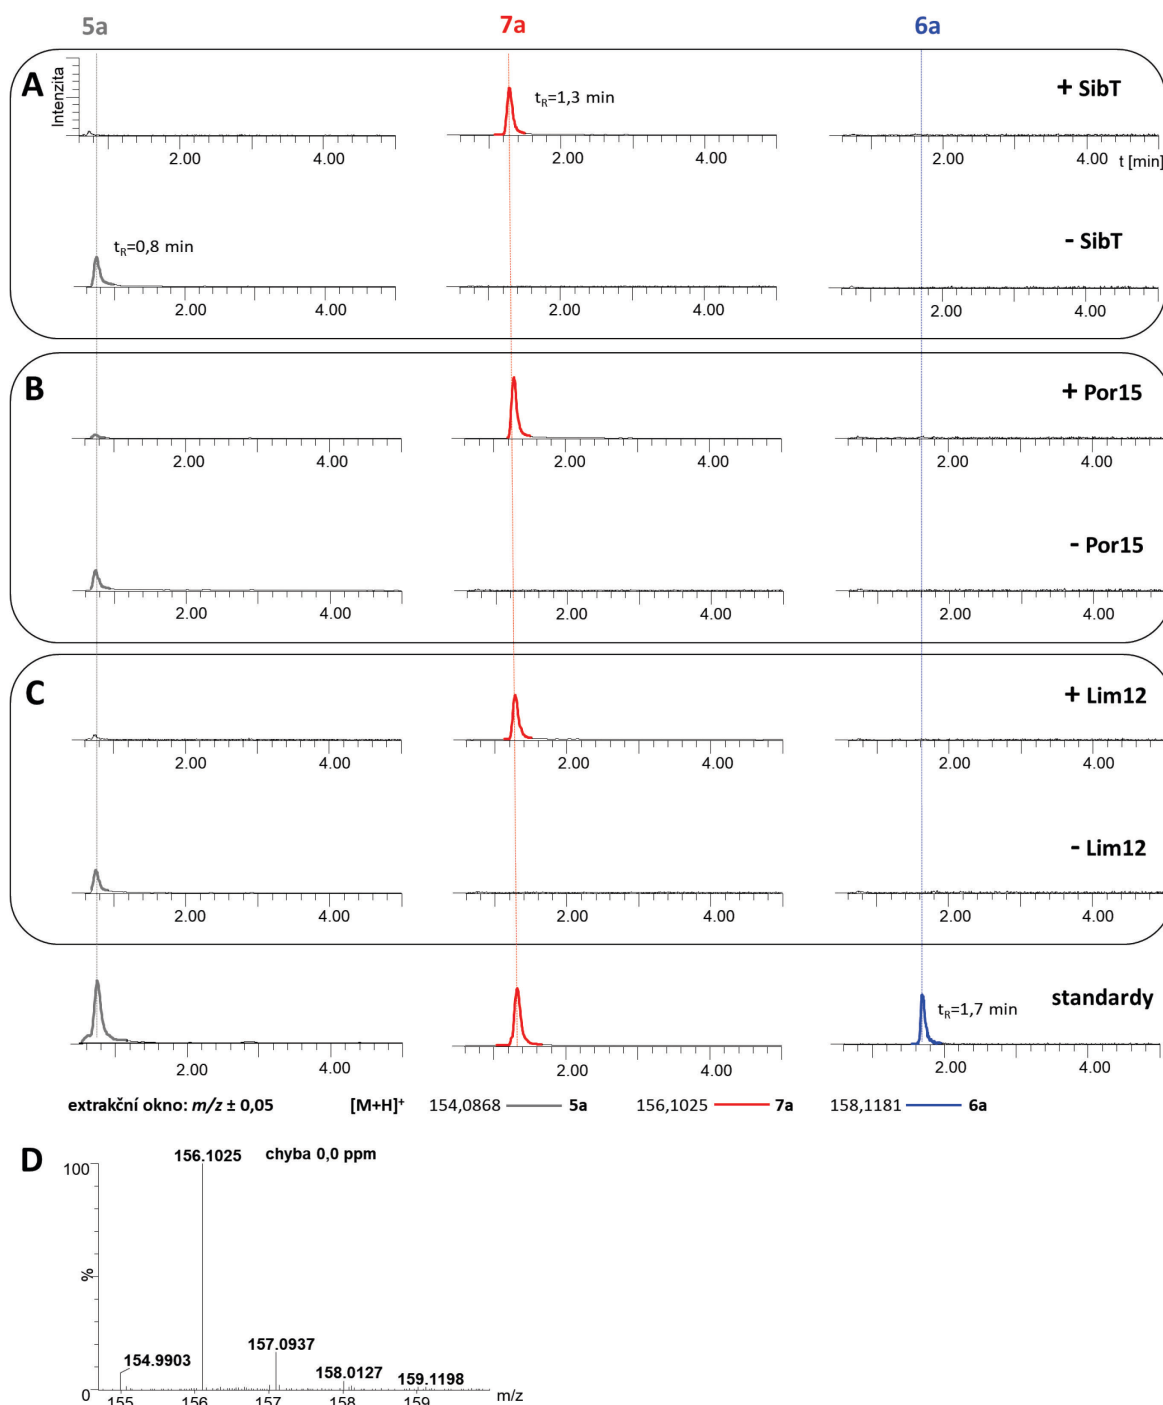 5a 7a 6a
A Intenzita tR=1,3 min + SibT
2.00 4.00 2.00 4.00 2.00 4.00 t [min]
tR=0,8 min - SibT
2.00 4.00 2.00 4.00 2.00 4.00
B + Por15
2.00 4.00 2.00 4.00 2.00 4.00
- Por15
2.00 4.00 2.00 4.00 2.00 4.00
C + Lim12
2.00 4.00 2.00 4.00 2.00 4.00
- Lim12
2.00 4.00 2.00 4.00 2.00 4.00
tR=1,7 min standardy
2.00 4.00 2.00 4.00 2.00 4.00
extrakční okno: m/z ± 0,05 [M+H]+ 154,0868 5a 156,1025 7a 158,1181 6a
D 156.1025 chyba 0,0 ppm
100
%
157.0937
154.9903
158.0127
159.1198
0
155 156 157 158 159 m/z